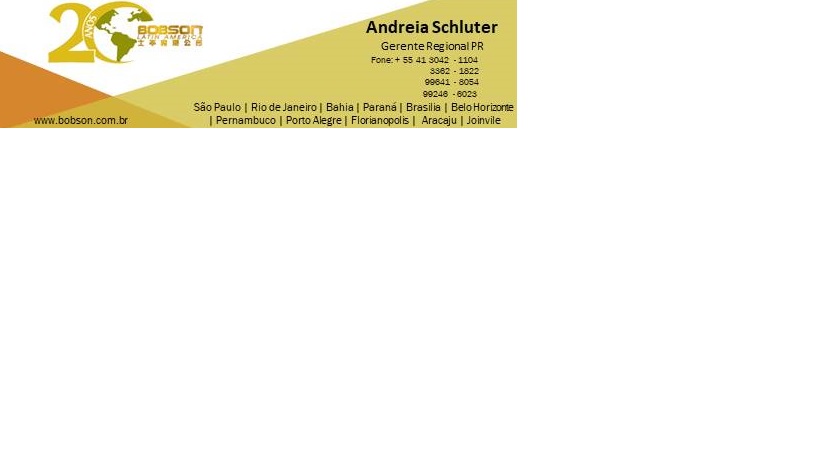 20 ANOS
BOBSON
LATIN AMERICA
Andreia Schluter
Gerente Regional PR
Fone: + 55 41 3042 - 1104
3362 - 1822
99641 - 8054
99246 - 6023
São Paulo | Rio de Janeiro | Bahia | Paraná | Brasilia | Belo Horizonte
| Pernambuco | Porto Alegre | Florianopolis | Aracaju | Joinvile
www.bobson.com.br